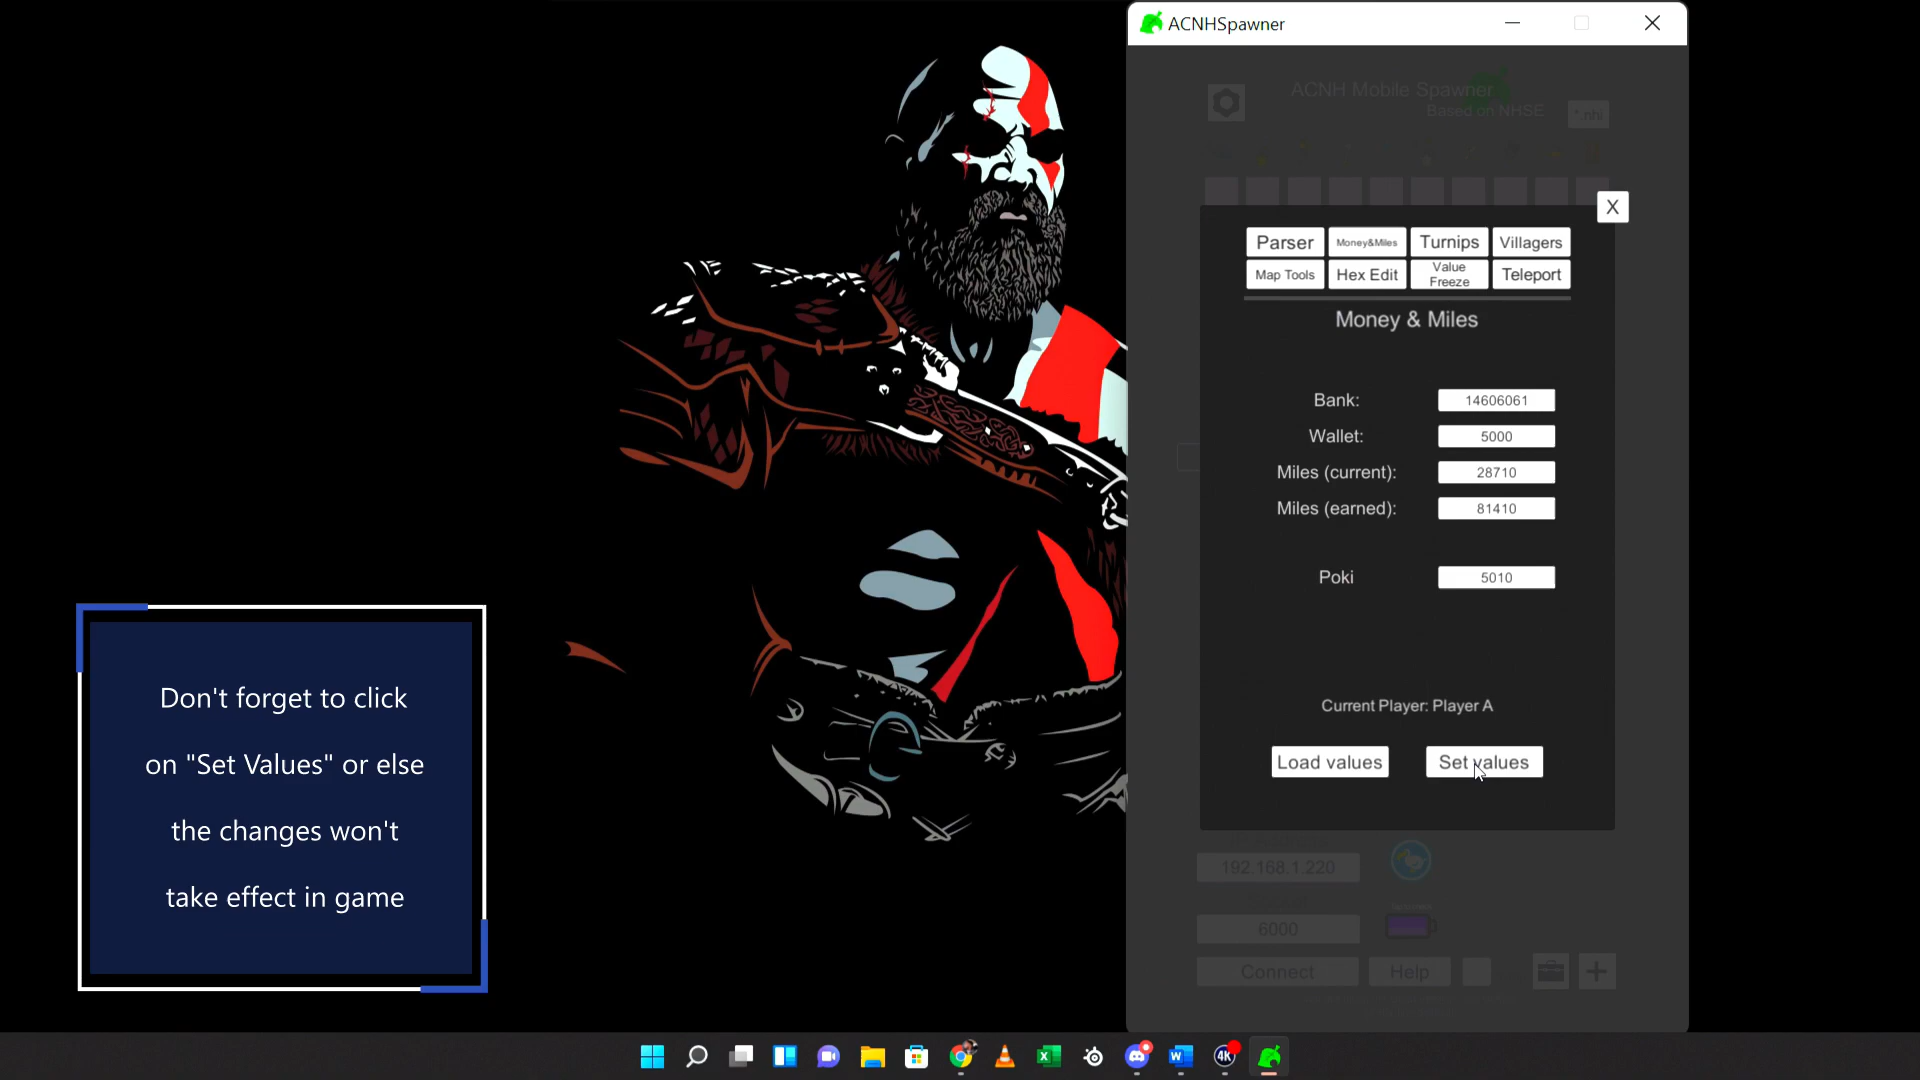 ACNHSpawner
ACNH Mobile Spawner
Based on NHSE
*.nhi
X
Parser
Money&Miles
Turnips
Villagers
Map Tools
Hex Edit
Value
Freeze
Teleport
Money & Miles
Bank:
14606061
Wallet:
5000
Miles (current):
28710
Miles (earned):
81410
Poki
5010
Current Player: Player A
Load values
Set values
192.168.1.220
6000
Connect
Help
Don't forget to click
on "Set Values" or else
the changes won't
take effect in game
4K